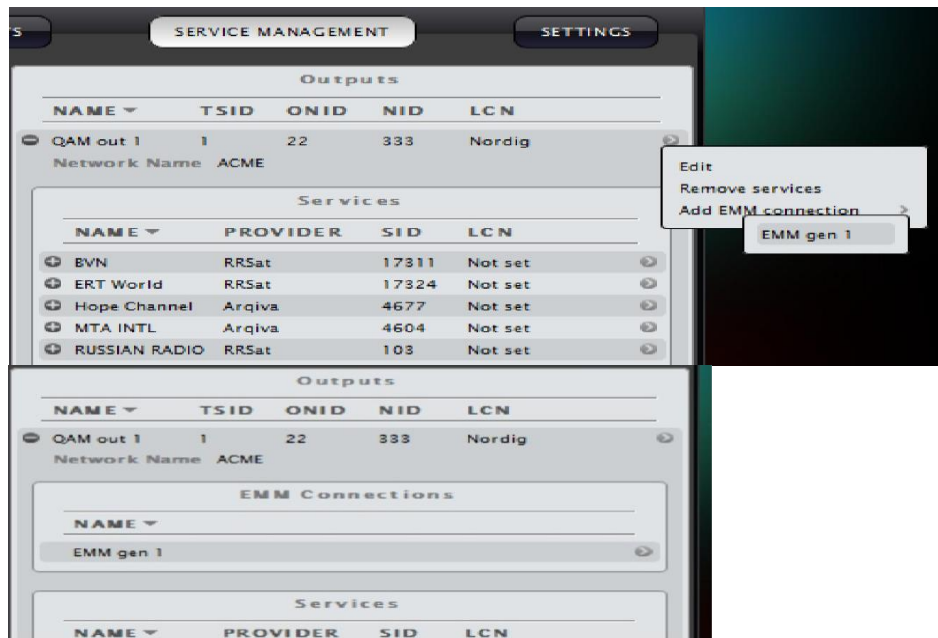 S SERVICE MANAGEMENT SETTINGS
Outputs
NAME TSID ONID NID LCN
QAM out 1 1 22 333 Nordig
Network Name ACME
Edit
Remove services
Add EMM connection
EMM gen 1
Services
NAME PROVIDER SID LCN
BVN RRSat 17311 Not set
ERT World RRSat 17324 Not set
Hope Channel Arqiva 4677 Not set
MTA INTL Arqiva 4604 Not set
RUSSIAN RADIO RRSat 103 Not set
Outputs
NAME TSID ONID NID LCN
QAM out 1 1 22 333 Nordig
Network Name ACME
EMM Connections
NAME
EMM gen 1
Services
NAME PROVIDER SID LCN